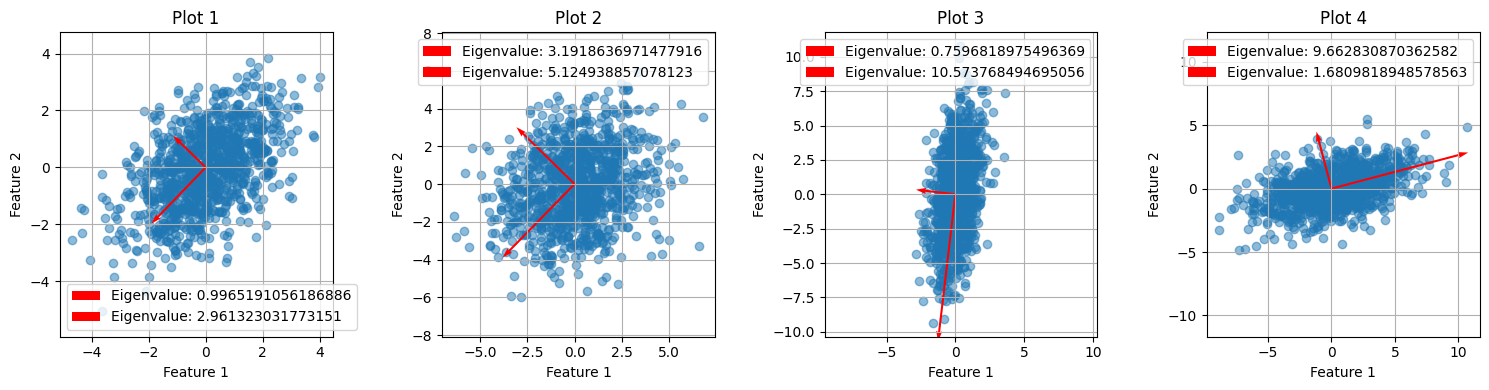 Plot 1
Feature 2
4
2
0
−2
−4
−4
−2
0
2
4
Feature 1
Eigenvalue: 0.9965191056186886
Eigenvalue: 2.961323031773151
Plot 2
Feature 2
8
4
2
0
−2
−4
−6
−8
−5.0
−2.5
0.0
2.5
5.0
Feature 1
Eigenvalue: 3.1918636971477916
Eigenvalue: 5.124938857078123
Plot 3
Feature 2
10.0
7.5
5.0
2.5
0.0
−2.5
−5.0
−7.5
−10.0
−5
0
5
10
Feature 1
Eigenvalue: 0.7596818975496369
Eigenvalue: 10.573768494695056
Plot 4
Feature 2
10
5
0
−5
−10
−5
0
5
10
Feature 1
Eigenvalue: 9.662830870362582
Eigenvalue: 1.6809818948578563